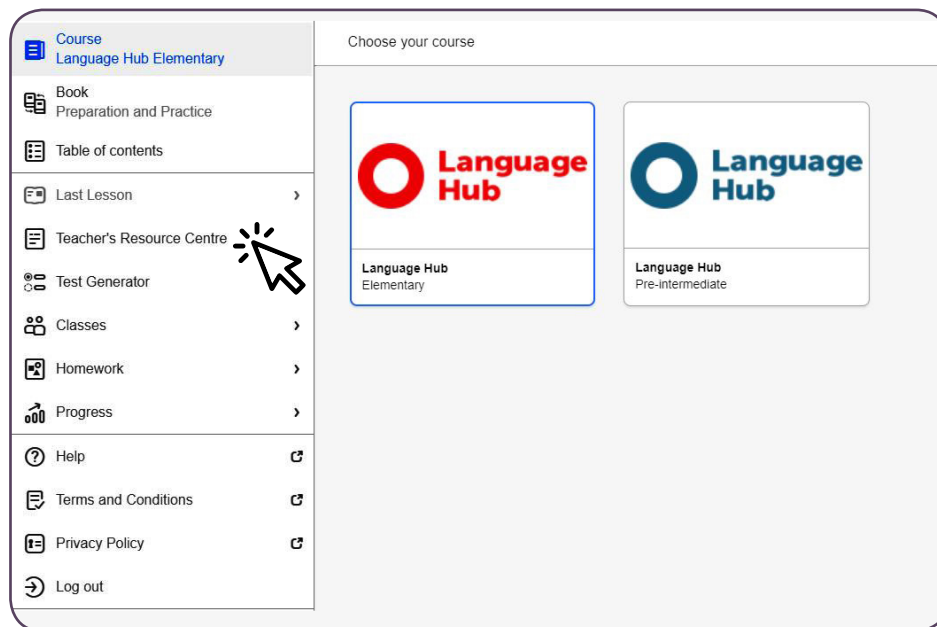 Course
Language Hub Elementary
Book
Preparation and Practice
Table of contents
Last Lesson
Teacher's Resource Centre
Test Generator
Classes
Homework
Progress
Help
Terms and Conditions
Privacy Policy
Log out
Choose your course
Language
Hub
Language Hub
Elementary
Language
Hub
Language Hub
Pre-intermediate